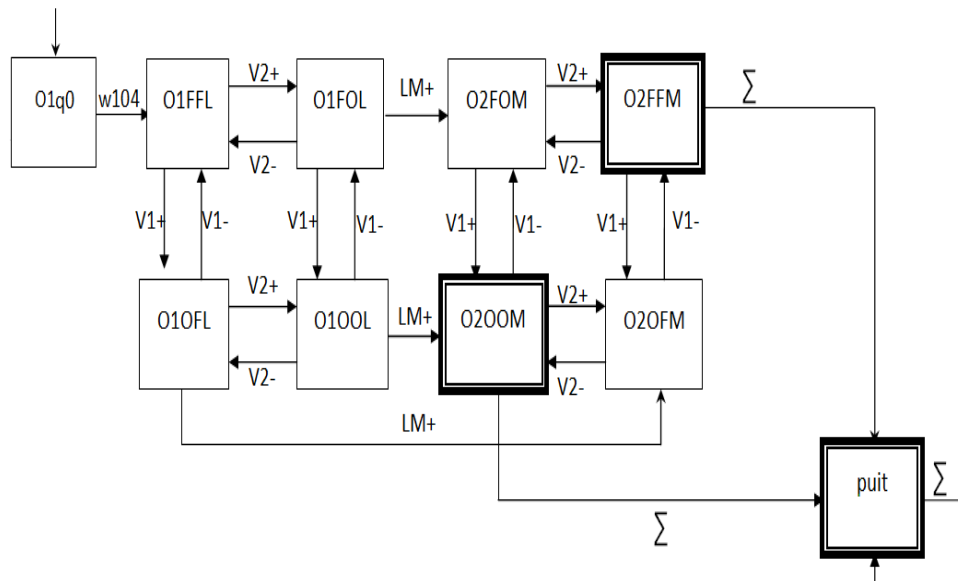 O1q0
w104
O1FFL
V2+
V2-
O1FOL
LM+
O2FOM
V2+
V2-
O2FFM
∑
V1+
V1-
V1+
V1-
V1+
V1-
V1+
V1-
O1OFL
V2+
V2-
O1OOL
LM+
O2OOM
V2+
V2-
O2OFM
LM+
∑
puit
∑